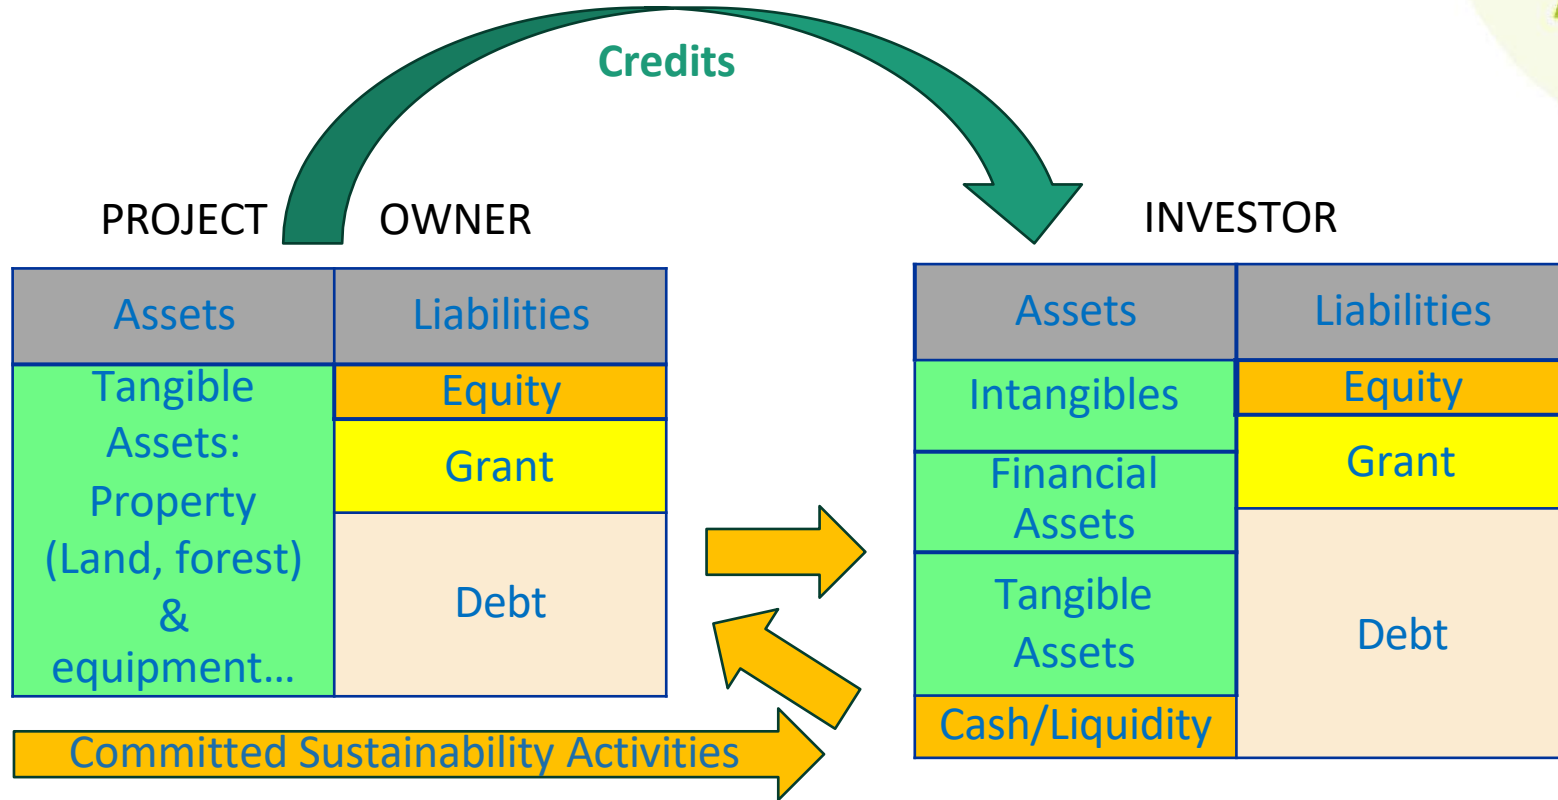 Credits
PROJECT OWNER
INVESTOR
Assets
Liabilities
Tangible
Assets:
Property
(Land, forest)
&
equipment…
Equity
Grant
Debt
Assets
Liabilities
Intangibles
Financial
Assets
Tangible
Assets
Cash/Liquidity
Equity
Grant
Debt
Committed Sustainability Activities